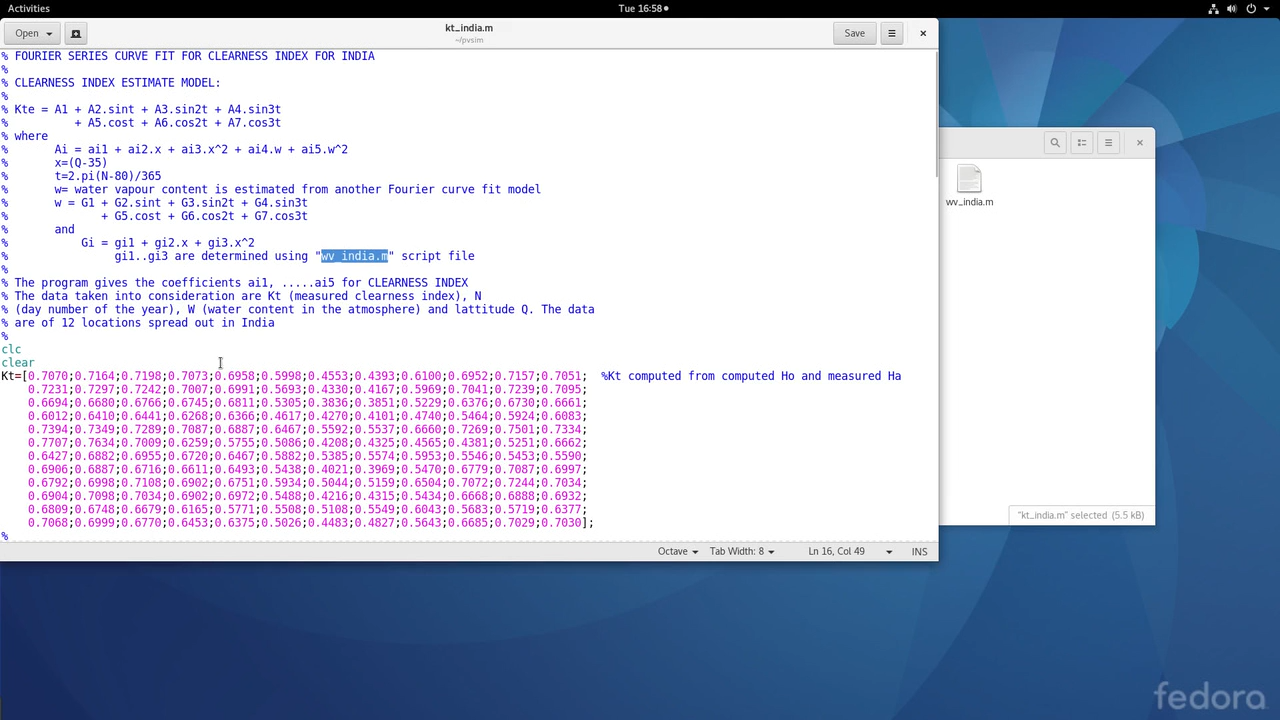 Activities
Tue 16:58
Open
kt_india.m
~/pvsim
Save
% FOURIER SERIES CURVE FIT FOR CLEARNESS INDEX FOR INDIA
%
% CLEARNESS INDEX ESTIMATE MODEL:
%
% Kte = A1 + A2.sint + A3.sin2t + A4.sin3t
%          + A5.cost + A6.cos2t + A7.cos3t
% where
%       Ai = ai1 + ai2.x + ai3.x^2 + ai4.w + ai5.w^2
%       x=(Q-35)
%       t=2.pi(N-80)/365
%       w= water vapour content is estimated from another Fourier curve fit model
%       w = G1 + G2.sint + G3.sin2t + G4.sin3t
%              + G5.cost + G6.cos2t + G7.cos3t
%       and
%           Gi = gi1 + gi2.x + gi3.x^2
%                gi1..gi3 are determined using "wv_india.m" script file
%
% The program gives the coefficients ai1, .....ai5 for CLEARNESS INDEX
% The data taken into consideration are Kt (measured clearness index), N
% (day number of the year), W (water content in the atmosphere) and lattitude Q. The data
% are of 12 locations spread out in India
%
clc
clear
Kt=[0.7070;0.7164;0.7198;0.7073;0.6958;0.5998;0.4553;0.4393;0.6100;0.6952;0.7157;0.7051;  %Kt computed from computed Ho and measured Ha
0.7231;0.7297;0.7242;0.7007;0.6991;0.5693;0.4330;0.4167;0.5969;0.7041;0.7239;0.7095;
0.6694;0.6680;0.6766;0.6745;0.6811;0.5305;0.3836;0.3851;0.5229;0.6376;0.6730;0.6661;
0.6012;0.6410;0.6441;0.6268;0.6366;0.4617;0.4270;0.4101;0.4740;0.5464;0.5924;0.6083;
0.7394;0.7349;0.7289;0.7087;0.6887;0.6467;0.5592;0.5537;0.6660;0.7269;0.7501;0.7334;
0.7707;0.7634;0.7009;0.6259;0.5755;0.5086;0.4208;0.4325;0.4565;0.4381;0.5251;0.6662;
0.6427;0.6882;0.6955;0.6720;0.6467;0.5882;0.5385;0.5574;0.5953;0.5546;0.5453;0.5590;
0.6906;0.6887;0.6716;0.6611;0.6493;0.5438;0.4021;0.3969;0.5470;0.6779;0.7087;0.6997;
0.6792;0.6998;0.7108;0.6902;0.6751;0.5934;0.5044;0.5159;0.6504;0.7072;0.7244;0.7034;
0.6904;0.7098;0.7034;0.6902;0.6972;0.5488;0.4216;0.4315;0.5434;0.6668;0.6888;0.6932;
0.6809;0.6748;0.6679;0.6165;0.5771;0.5508;0.5108;0.5549;0.6043;0.5683;0.5719;0.6377;
0.7068;0.6999;0.6770;0.6453;0.6375;0.5026;0.4483;0.4827;0.5643;0.6685;0.7029;0.7030];
%
Octave
Tab Width: 8
Ln 16, Col 49
INS
wv_india.m
"kt_india.m" selected (5.5 kB)
fedora